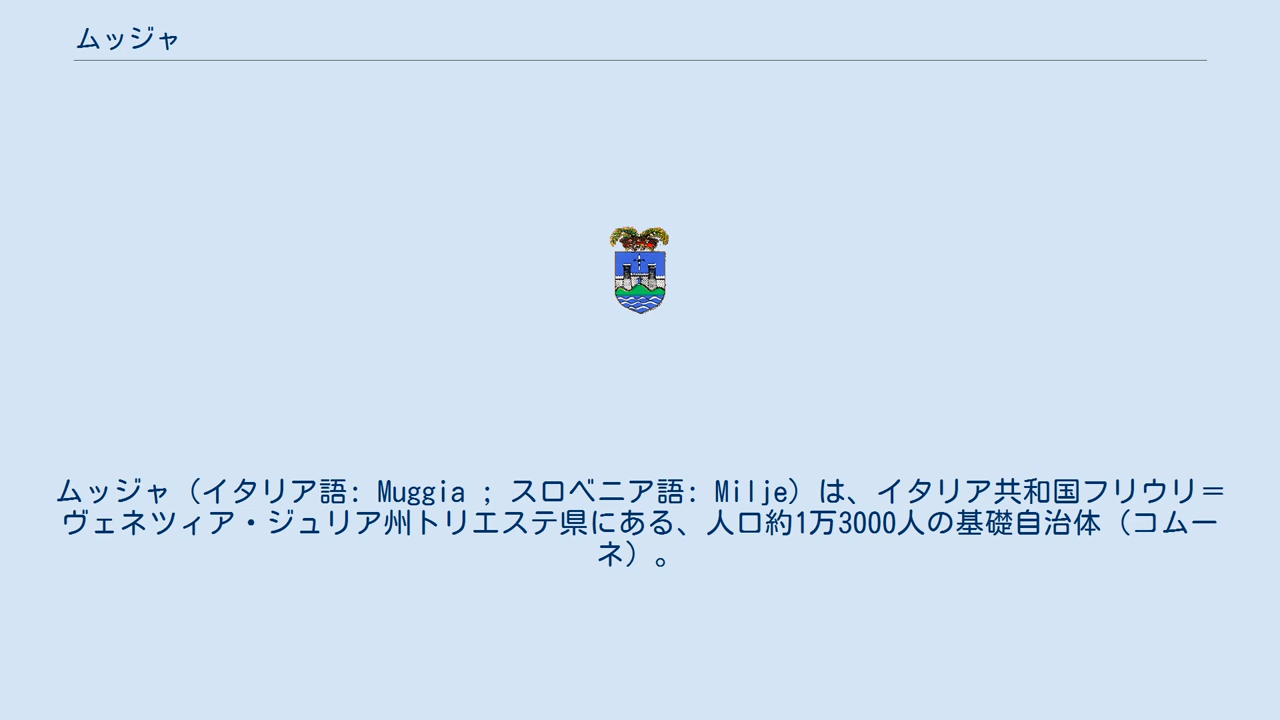 ムッジャ
ムッジャ（イタリア語: Muggia ; スロベニア語: Milje）は、イタリア共和国フリウリ＝
ヴェネツィア・ジュリア州トリエステ県にある、人口約1万3000人の基礎自治体（コムー
ネ）。